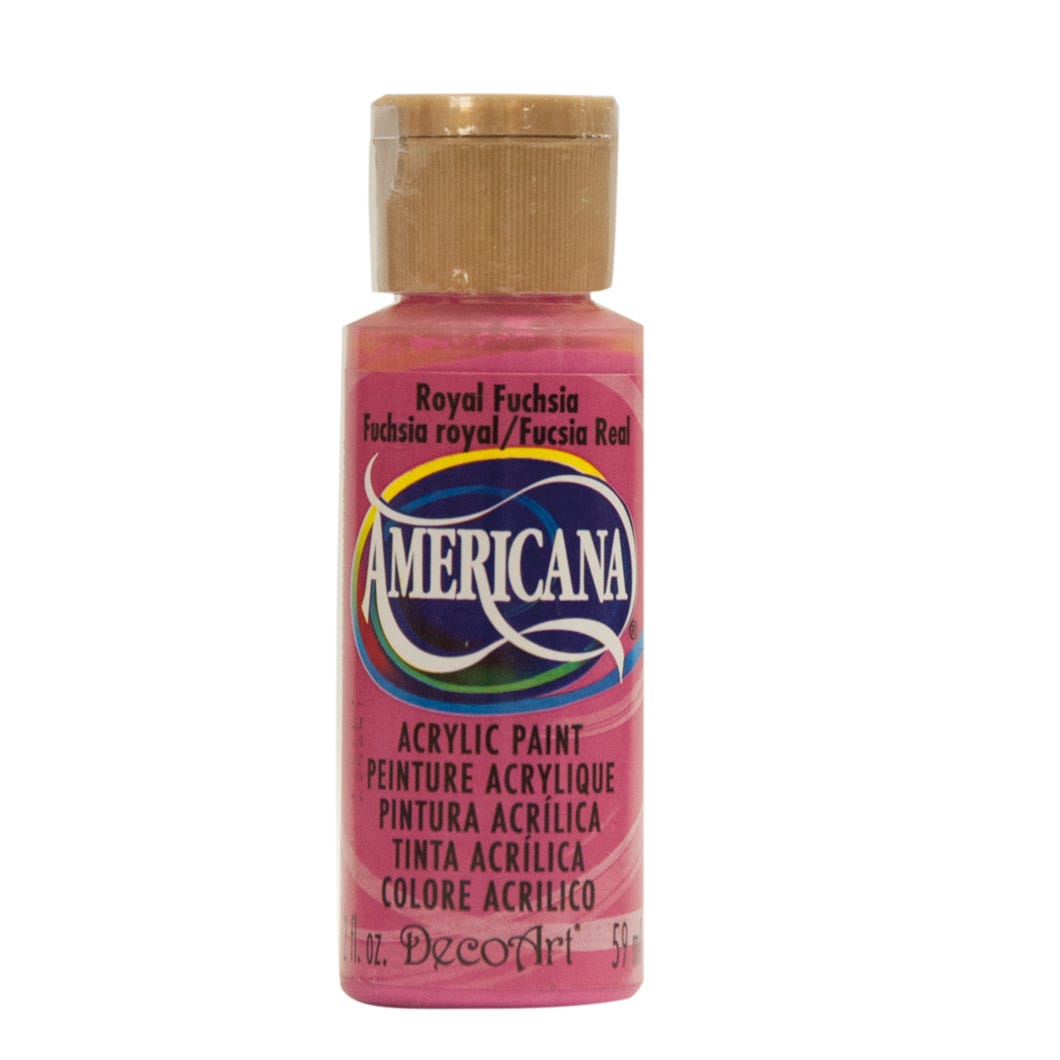 Royal Fuchsia
Fuchsia royal/Fucsia Real
AMERICANA®
ACRYLIC PAINT
PEINTURE ACRYLIQUE
PINTURA ACRÍLICA
TINTA ACRÍLICA
COLORE ACRILICO
fl. oz. DecoArt 59